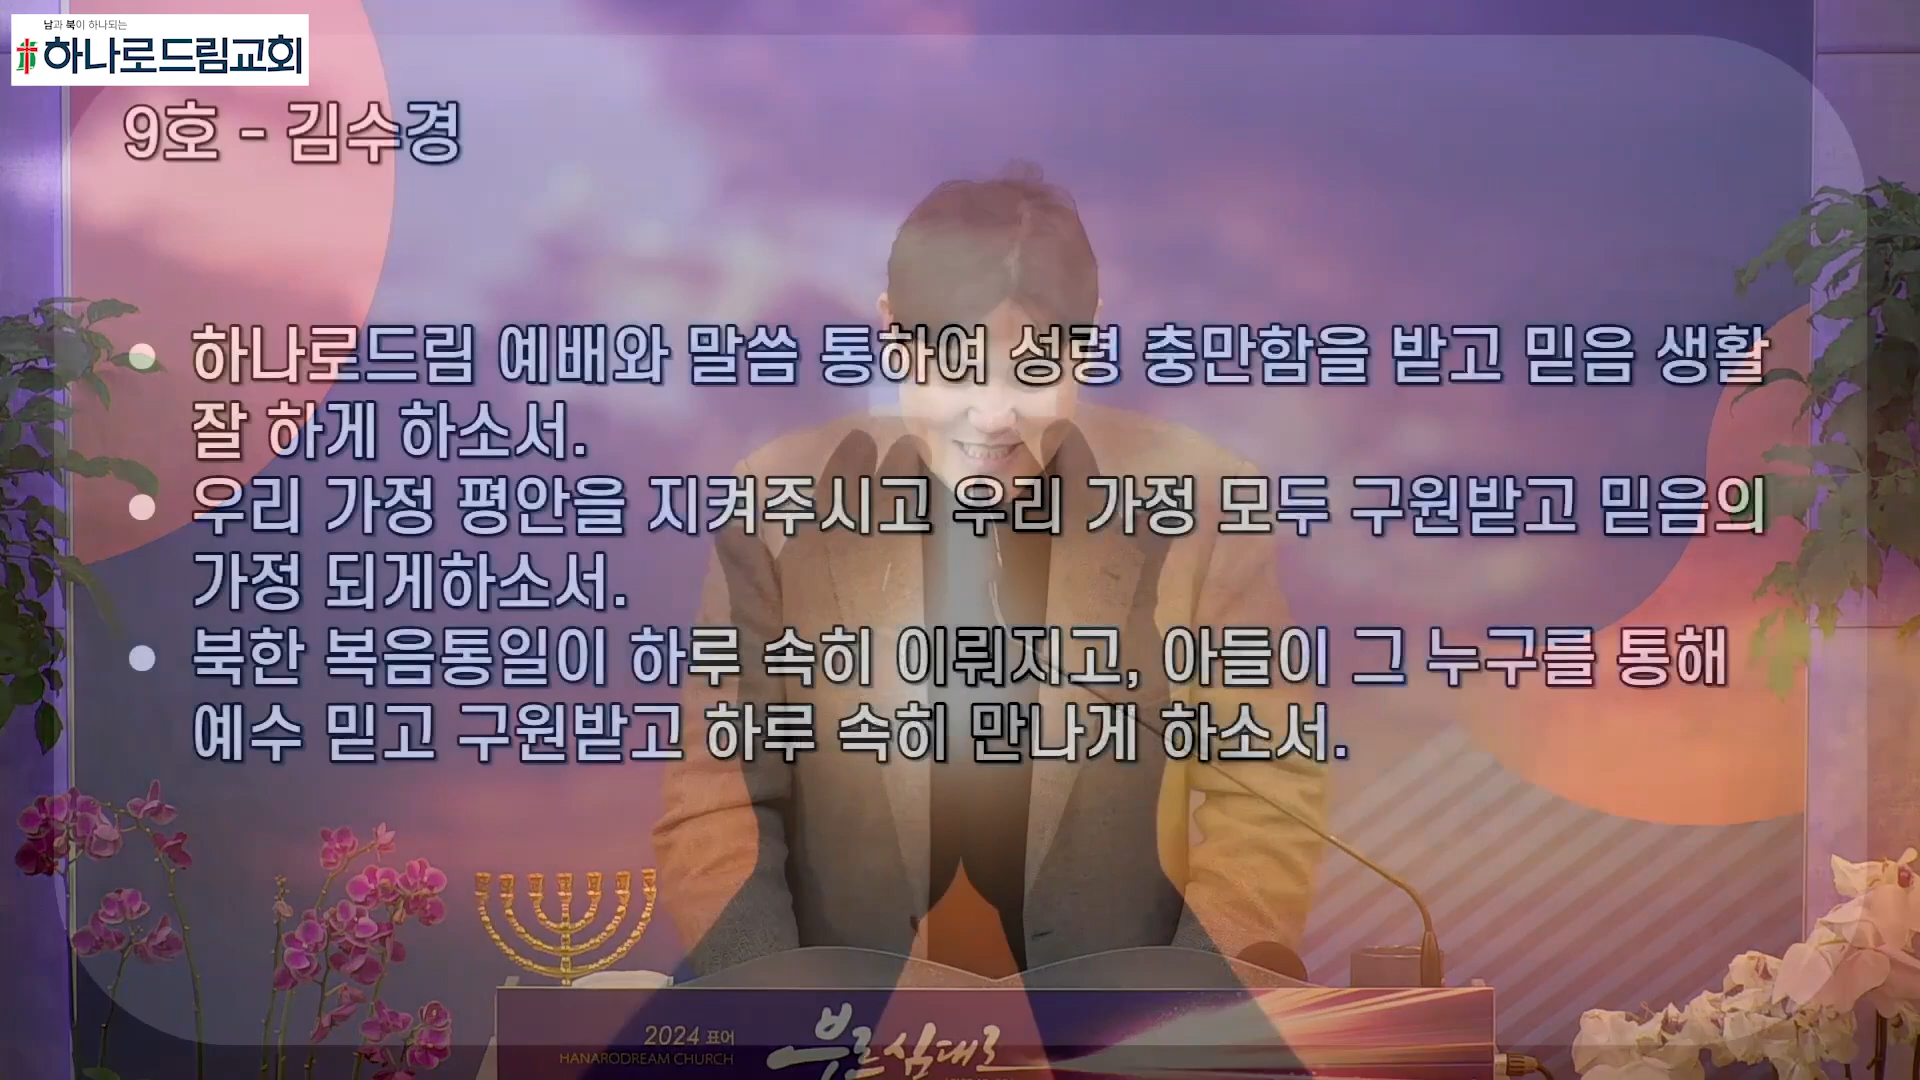 남과 북이 하나되는
하나로드림교회
9호 - 김수경
• 하나로드림 예배와 말씀 통하여 성령 충만함을 받고 믿음 생활
잘 하게 하소서.
• 우리 가정 평안을 지켜주시고 우리 가정 모두 구원받고 믿음의
가정 되게하소서.
• 북한 복음통일이 하루 속히 이뤄지고, 아들이 그 누구를 통해
예수 믿고 구원받고 하루 속히 만나게 하소서.
2024 표어
HANARODREAM CHURCH
부르심대로